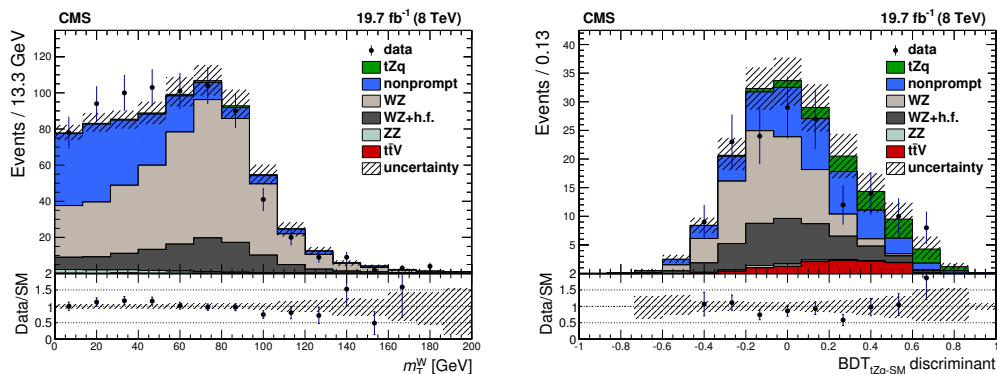 CMS 19.7 fb⁻¹ (8 TeV)
Events / 13.3 GeV
120
100
80
60
40
20
data
tZq
nonprompt
WZ
WZ+h.f.
ZZ
tt̄V
uncertainty
Data/SM
2
1.5
1
0.5
0
0 20 40 60 80 100 120 140 160 180 200
m_T^W [GeV]
CMS 19.7 fb⁻¹ (8 TeV)
Events / 0.13
40
35
30
25
20
15
10
5
data
tZq
nonprompt
WZ
WZ+h.f.
ZZ
tt̄V
uncertainty
Data/SM
2
1.5
1
0.5
0
-1 -0.8 -0.6 -0.4 -0.2 0 0.2 0.4 0.6 0.8 1
BDT_tZq-SM discriminant